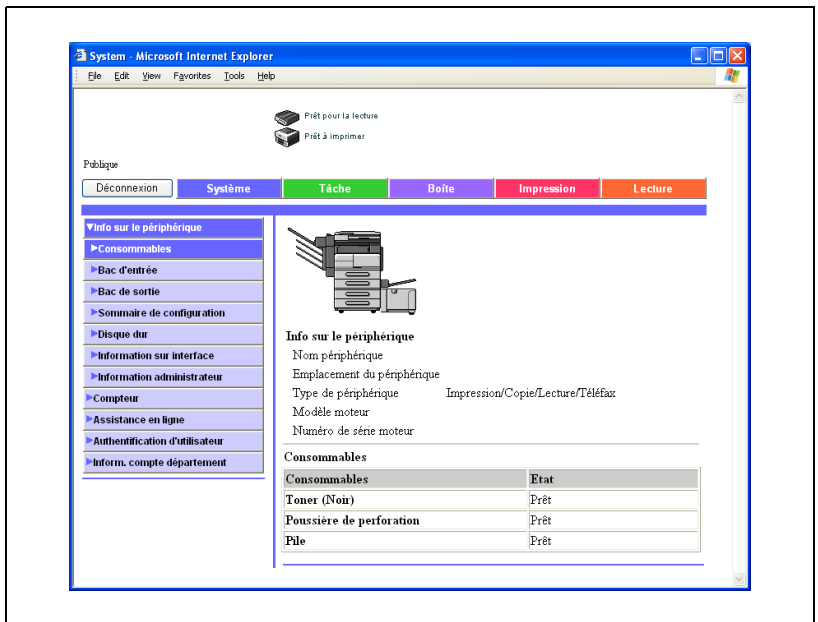 System - Microsoft Internet Explorer
File Edit View Favorites Tools Help
Prêt pour la lecture
Prêt à imprimer
Publique
Déconnexion Système Tâche Boîte Impression Lecture
Info sur le périphérique
Consommables
Bac d'entrée
Bac de sortie
Sommaire de configuration
Disque dur
Information sur interface
Information administrateur
Compteur
Assistance en ligne
Authentification d'utilisateur
Inform. compte département
Info sur le périphérique
Nom périphérique
Emplacement du périphérique
Type de périphérique Impression/Copie/Lecture/Téléfax
Modèle moteur
Numéro de série moteur
Consommables
Consommables Etat
Toner (Noir) Prêt
Poussière de perforation Prêt
Pile Prêt